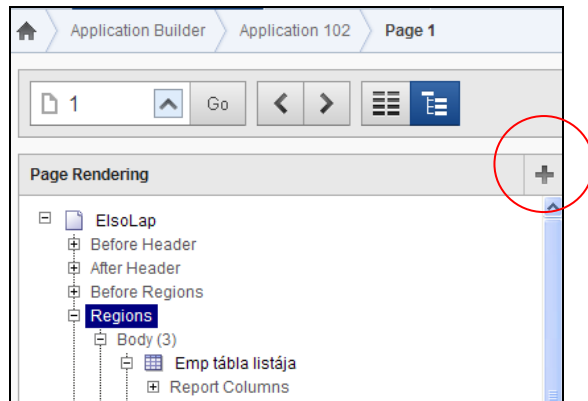 Application Builder Application 102 Page 1
1 Go
Page Rendering
ElsoLap
Before Header
After Header
Before Regions
Regions
Body (3)
Emp tábla listája
Report Columns